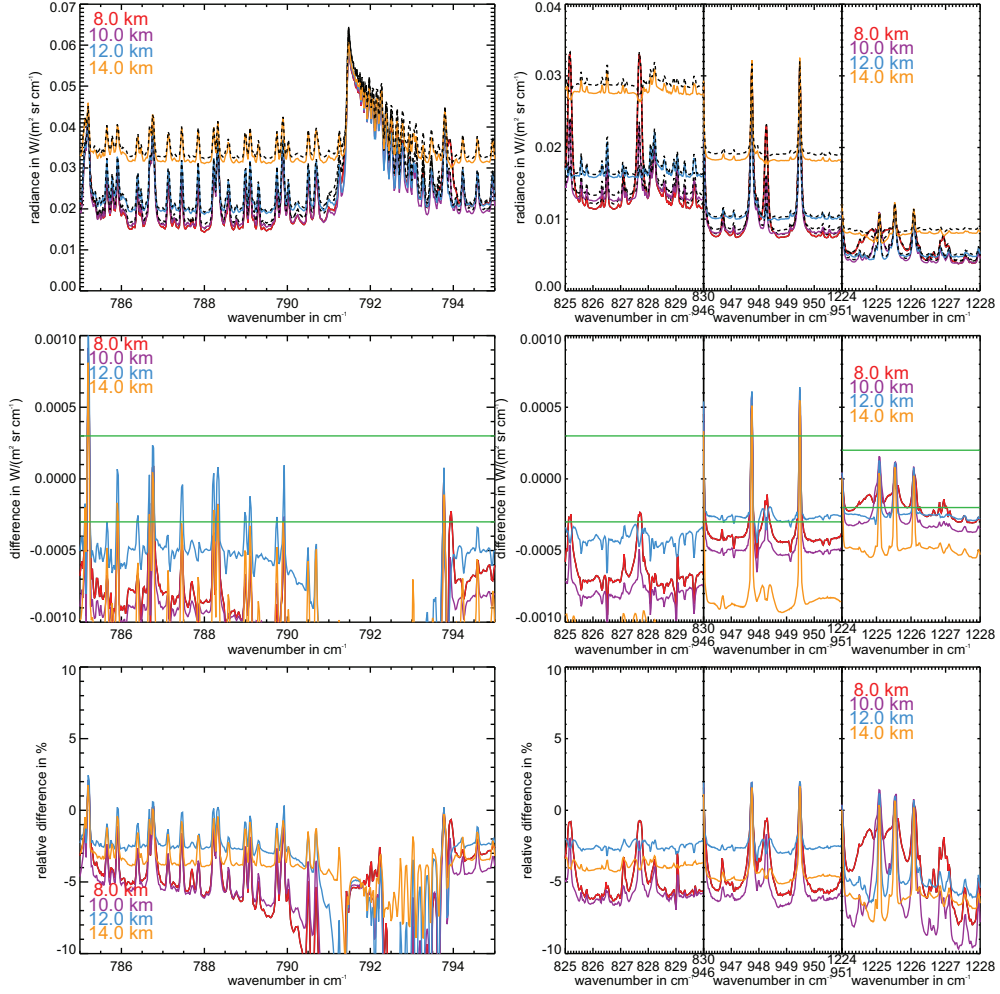 0.07
0.06
0.05
0.04
0.03
0.02
0.01
0.00
radiance in W/(m² sr cm⁻¹)
8.0 km
10.0 km
12.0 km
14.0 km
786 788 790 792 794
wavenumber in cm⁻¹
0.04
0.03
0.02
0.01
0.00
radiance in W/(m² sr cm⁻¹)
8.0 km
10.0 km
12.0 km
14.0 km
825 826 827 828 829 830
946 947 948 949 950 951
1224 1225 1226 1227 1228
wavenumber in cm⁻¹ wavenumber in cm⁻¹ wavenumber in cm⁻¹
0.0010
0.0005
0.0000
-0.0005
-0.0010
difference in W/(m² sr cm⁻¹)
8.0 km
10.0 km
12.0 km
14.0 km
786 788 790 792 794
wavenumber in cm⁻¹
0.0010
0.0005
0.0000
-0.0005
-0.0010
difference in W/(m² sr cm⁻¹)
8.0 km
10.0 km
12.0 km
14.0 km
825 826 827 828 829 830
946 947 948 949 950 951
1224 1225 1226 1227 1228
wavenumber in cm⁻¹ wavenumber in cm⁻¹ wavenumber in cm⁻¹
10
5
0
-5
-10
relative difference in %
8.0 km
10.0 km
12.0 km
14.0 km
786 788 790 792 794
wavenumber in cm⁻¹
10
5
0
-5
-10
relative difference in %
8.0 km
10.0 km
12.0 km
14.0 km
825 826 827 828 829 830
946 947 948 949 950 951
1224 1225 1226 1227 1228
wavenumber in cm⁻¹ wavenumber in cm⁻¹ wavenumber in cm⁻¹